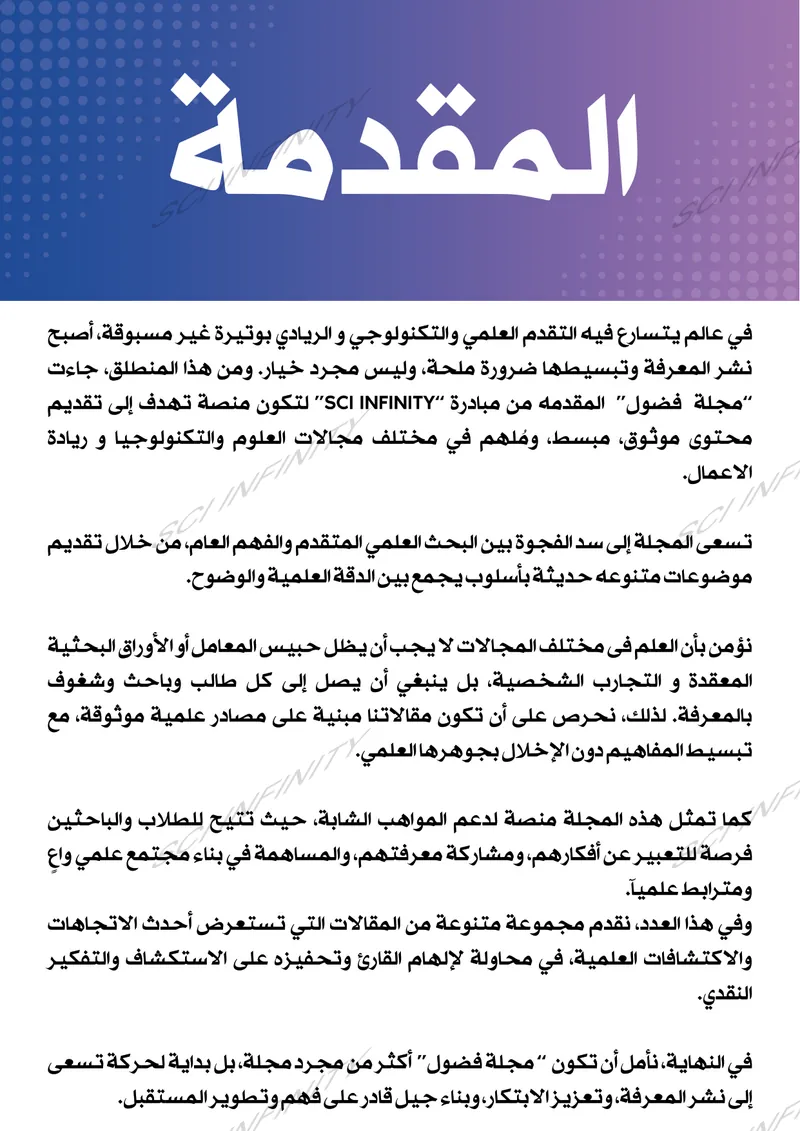 المقدمة
في عالم يتسارع فيه التقدم العلمي والتكنولوجي و الريادي بوتيرة غير مسبوقة، أصبح
نشر المعرفة وتبسيطها ضرورة ملحة، وليس مجرد خيار. ومن هذا المنطلق، جاءت
“مجلة فضول” المقدمه من مبادرة “SCI INFINITY” لتكون منصة تهدف إلى تقديم
محتوى موثوق، مبسط، ومُلهم في مختلف مجالات العلوم والتكنولوجيا و ريادة
الاعمال.
تسعى المجلة إلى سد الفجوة بين البحث العلمي المتقدم والفهم العام، من خلال تقديم
موضوعات متنوعه حديثة بأسلوب يجمع بين الدقة العلمية والوضوح.
نؤمن بأن العلم فى مختلف المجالات لا يجب أن يظل حبيس المعامل أو الأوراق البحثية
المعقدة و التجارب الشخصية، بل ينبغي أن يصل إلى كل طالب وباحث وشغوف
بالمعرفة. لذلك، نحرص على أن تكون مقالاتنا مبنية على مصادر علمية موثوقة، مع
تبسيط المفاهيم دون الإخلال بجوهرها العلمي.
كما تمثل هذه المجلة منصة لدعم المواهب الشابة، حيث تتيح للطلاب والباحثين
فرصة للتعبير عن أفكارهم، ومشاركة معرفتهم، والمساهمة في بناء مجتمع علمي واعٍ
ومترابط علميآ.
وفي هذا العدد، نقدم مجموعة متنوعة من المقالات التي تستعرض أحدث الاتجاهات
والاكتشافات العلمية، في محاولة لإلهام القارئ وتحفيزه على الاستكشاف والتفكير
النقدي.
في النهاية، نأمل أن تكون “ مجلة فضول” أكثر من مجرد مجلة، بل بداية لحركة تسعى
إلى نشر المعرفة، وتعزيز الابتكار، وبناء جيل قادر على فهم وتطوير المستقبل.
SCI INFINITY
SCI INFINITY
SCI INFINITY